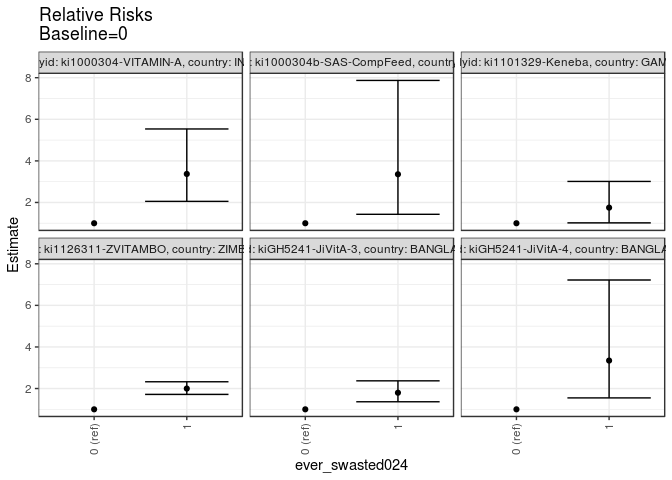 Relative Risks
Baseline=0
yid: ki1000304-VITAMIN-A, country: IN
: ki1000304b-SAS-CompFeed, country
yid: ki1101329-Keneba, country: GAM
8
6
4
2
: ki1126311-ZVITAMBO, country: ZIME
: kiGH5241-JiVitA-3, country: BANGLA
: kiGH5241-JiVitA-4, country: BANGLA
8
6
4
2
Estimate
0 (ref)
1
0 (ref)
1
0 (ref)
1
ever_swasted024